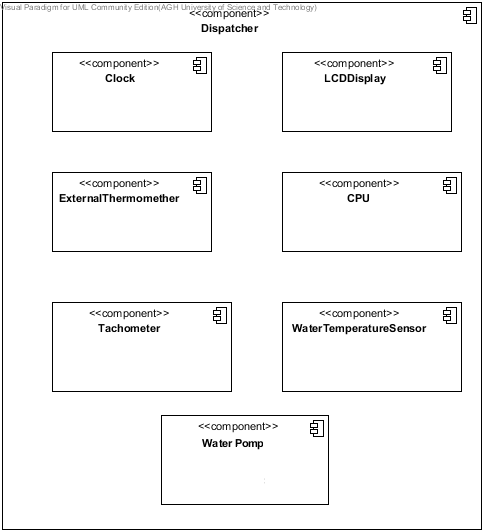 Visual Paradigm for UML Community Edition(AGH University of Science and Technology)
<<component>>
Dispatcher
<<component>>
Clock
<<component>>
LCDDisplay
<<component>>
ExternalThermomether
<<component>>
CPU
<<component>>
Tachometer
<<component>>
WaterTemperatureSensor
<<component>>
Water Pomp